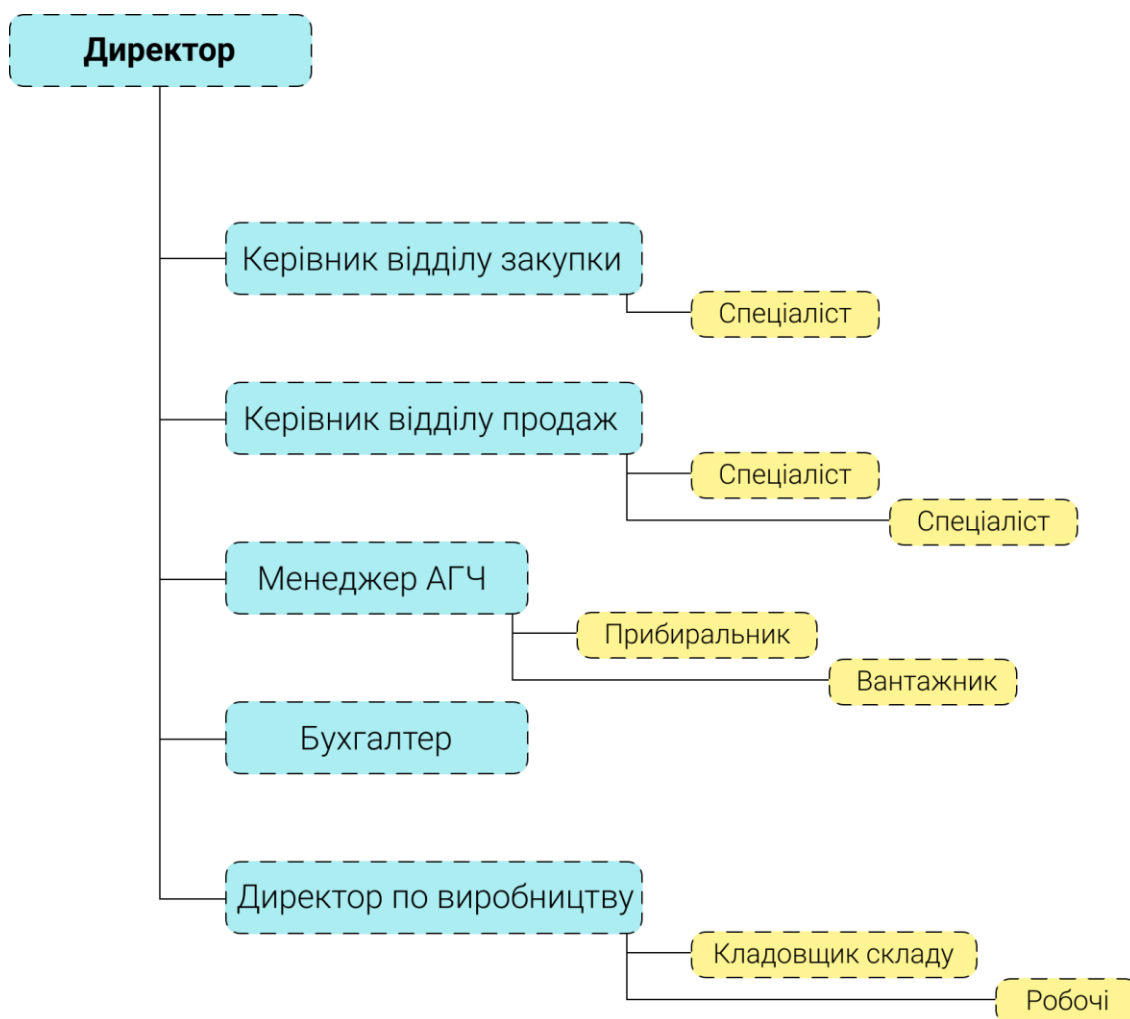 Директор
Керівник відділу закупки
Спеціаліст
Керівник відділу продаж
Спеціаліст
Спеціаліст
Менеджер АГЧ
Прибиральник
Вантажник
Бухгалтер
Директор по виробництву
Кладовщик складу
Робочі